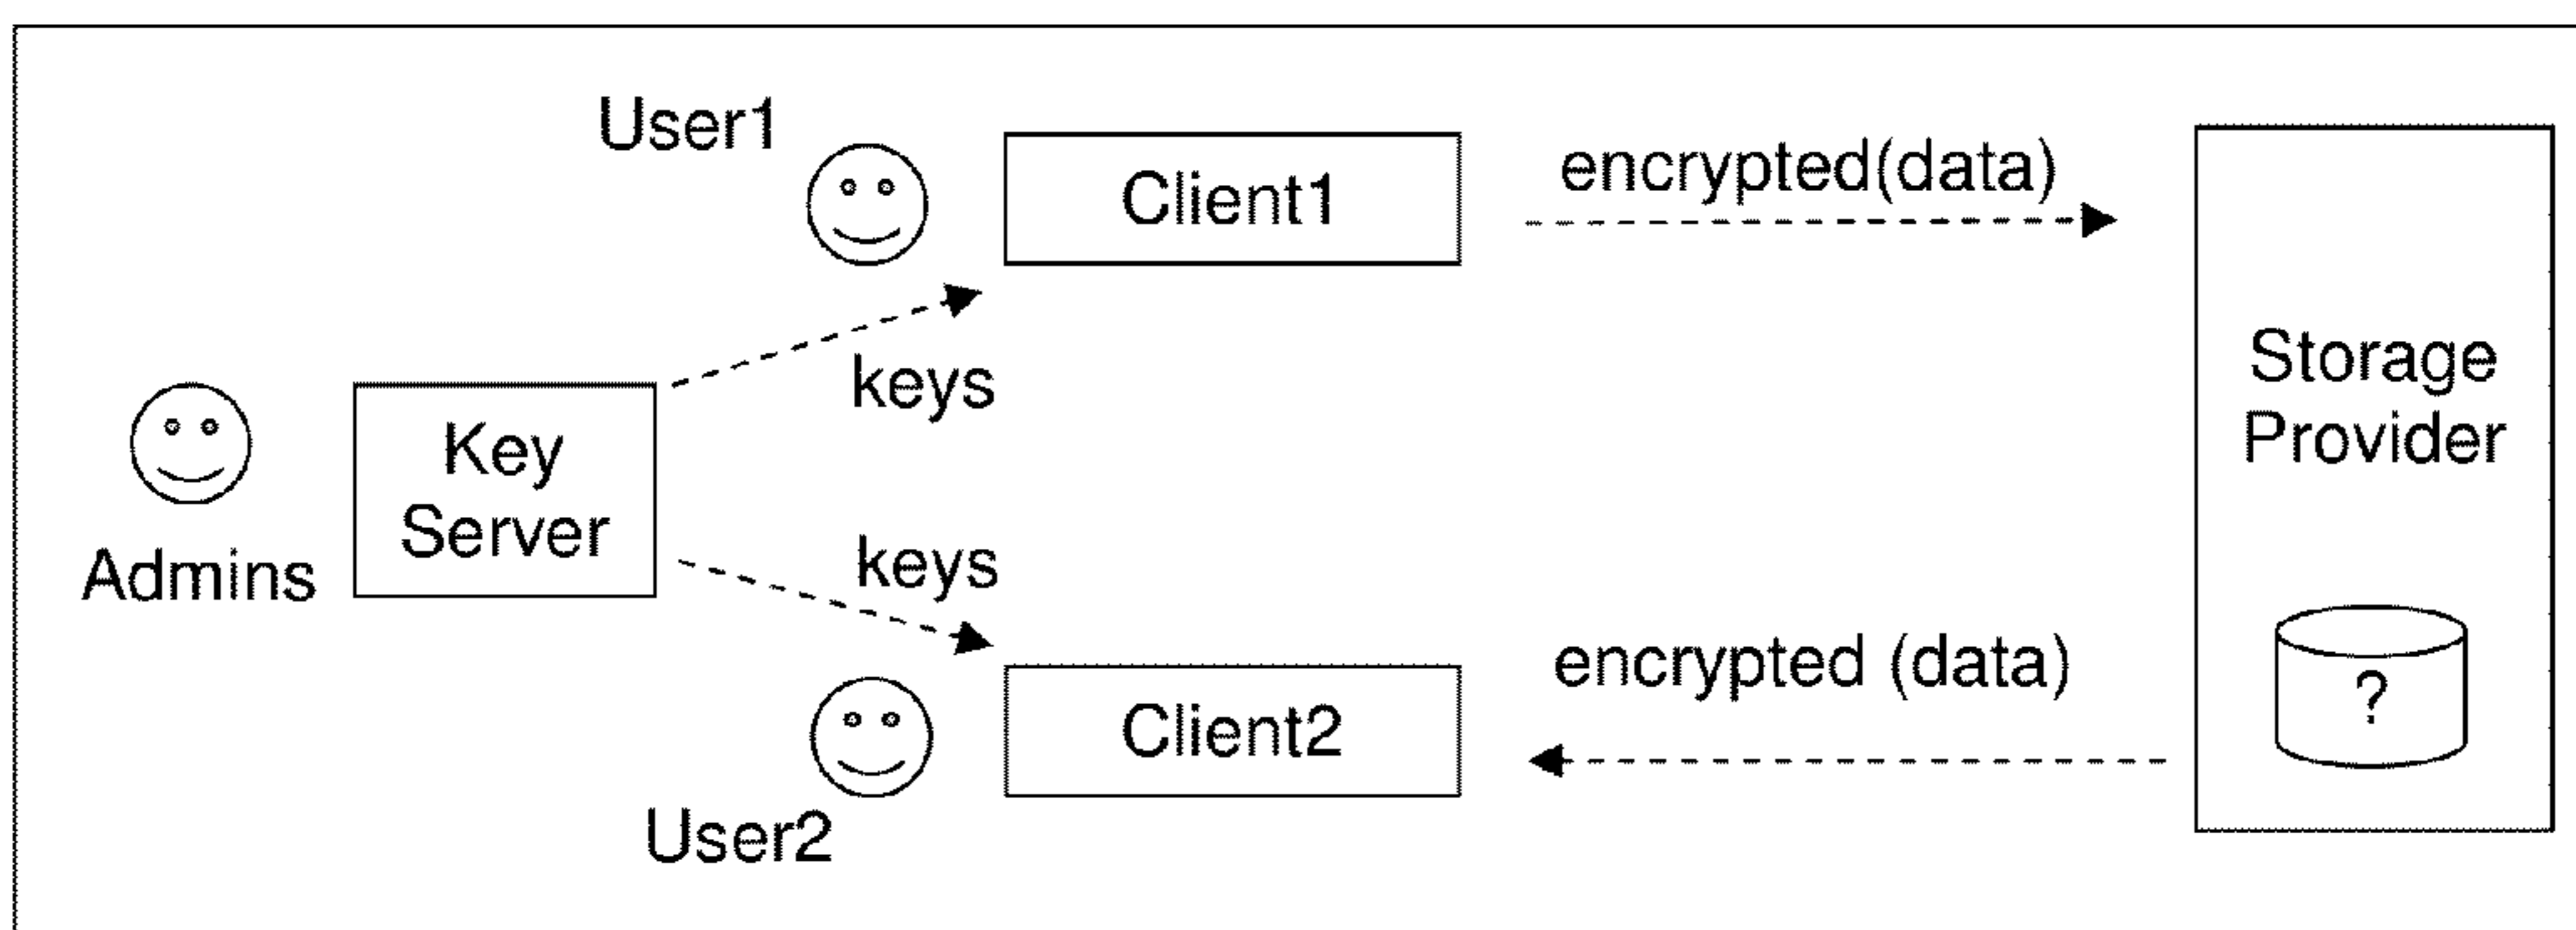 User1
Client1
encrypted(data)
keys
Storage
Provider
Key
Server
Admins
keys
encrypted (data)
Client2
?
User2